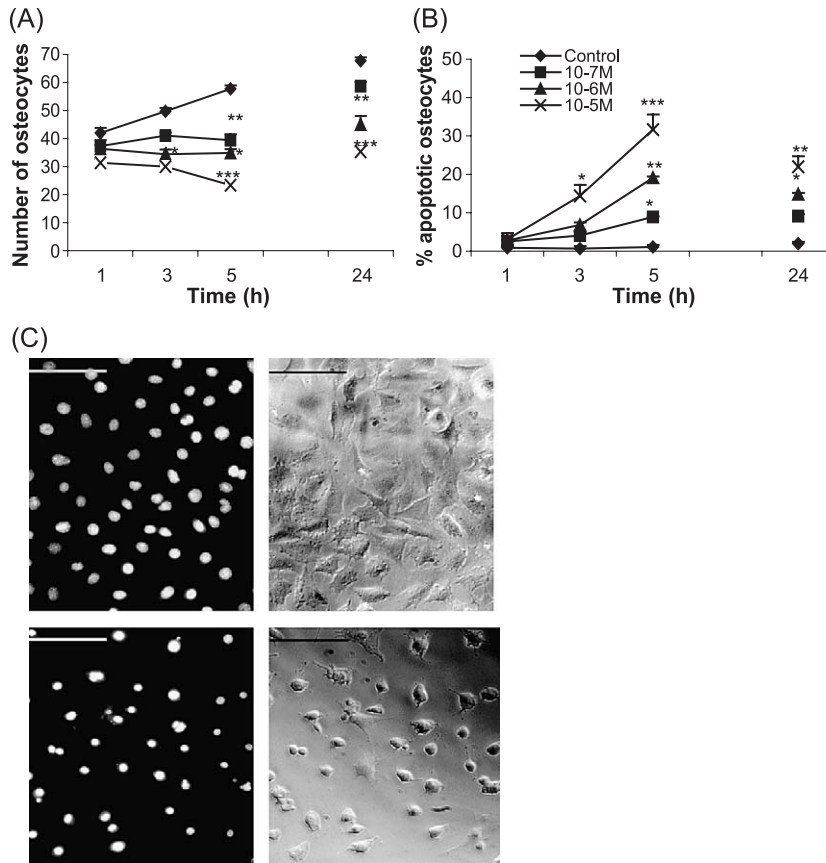 (A)
Number of osteocytes
70
60
50
40
30
20
10
0
**
*
*
***
**
***
1 3 5 24
Time (h)
(B)
% apoptotic osteocytes
50
40
30
20
10
0
Control
10-7M
10-6M
10-5M
*
***
**
*
**
*
1 3 5 24
Time (h)
(C)